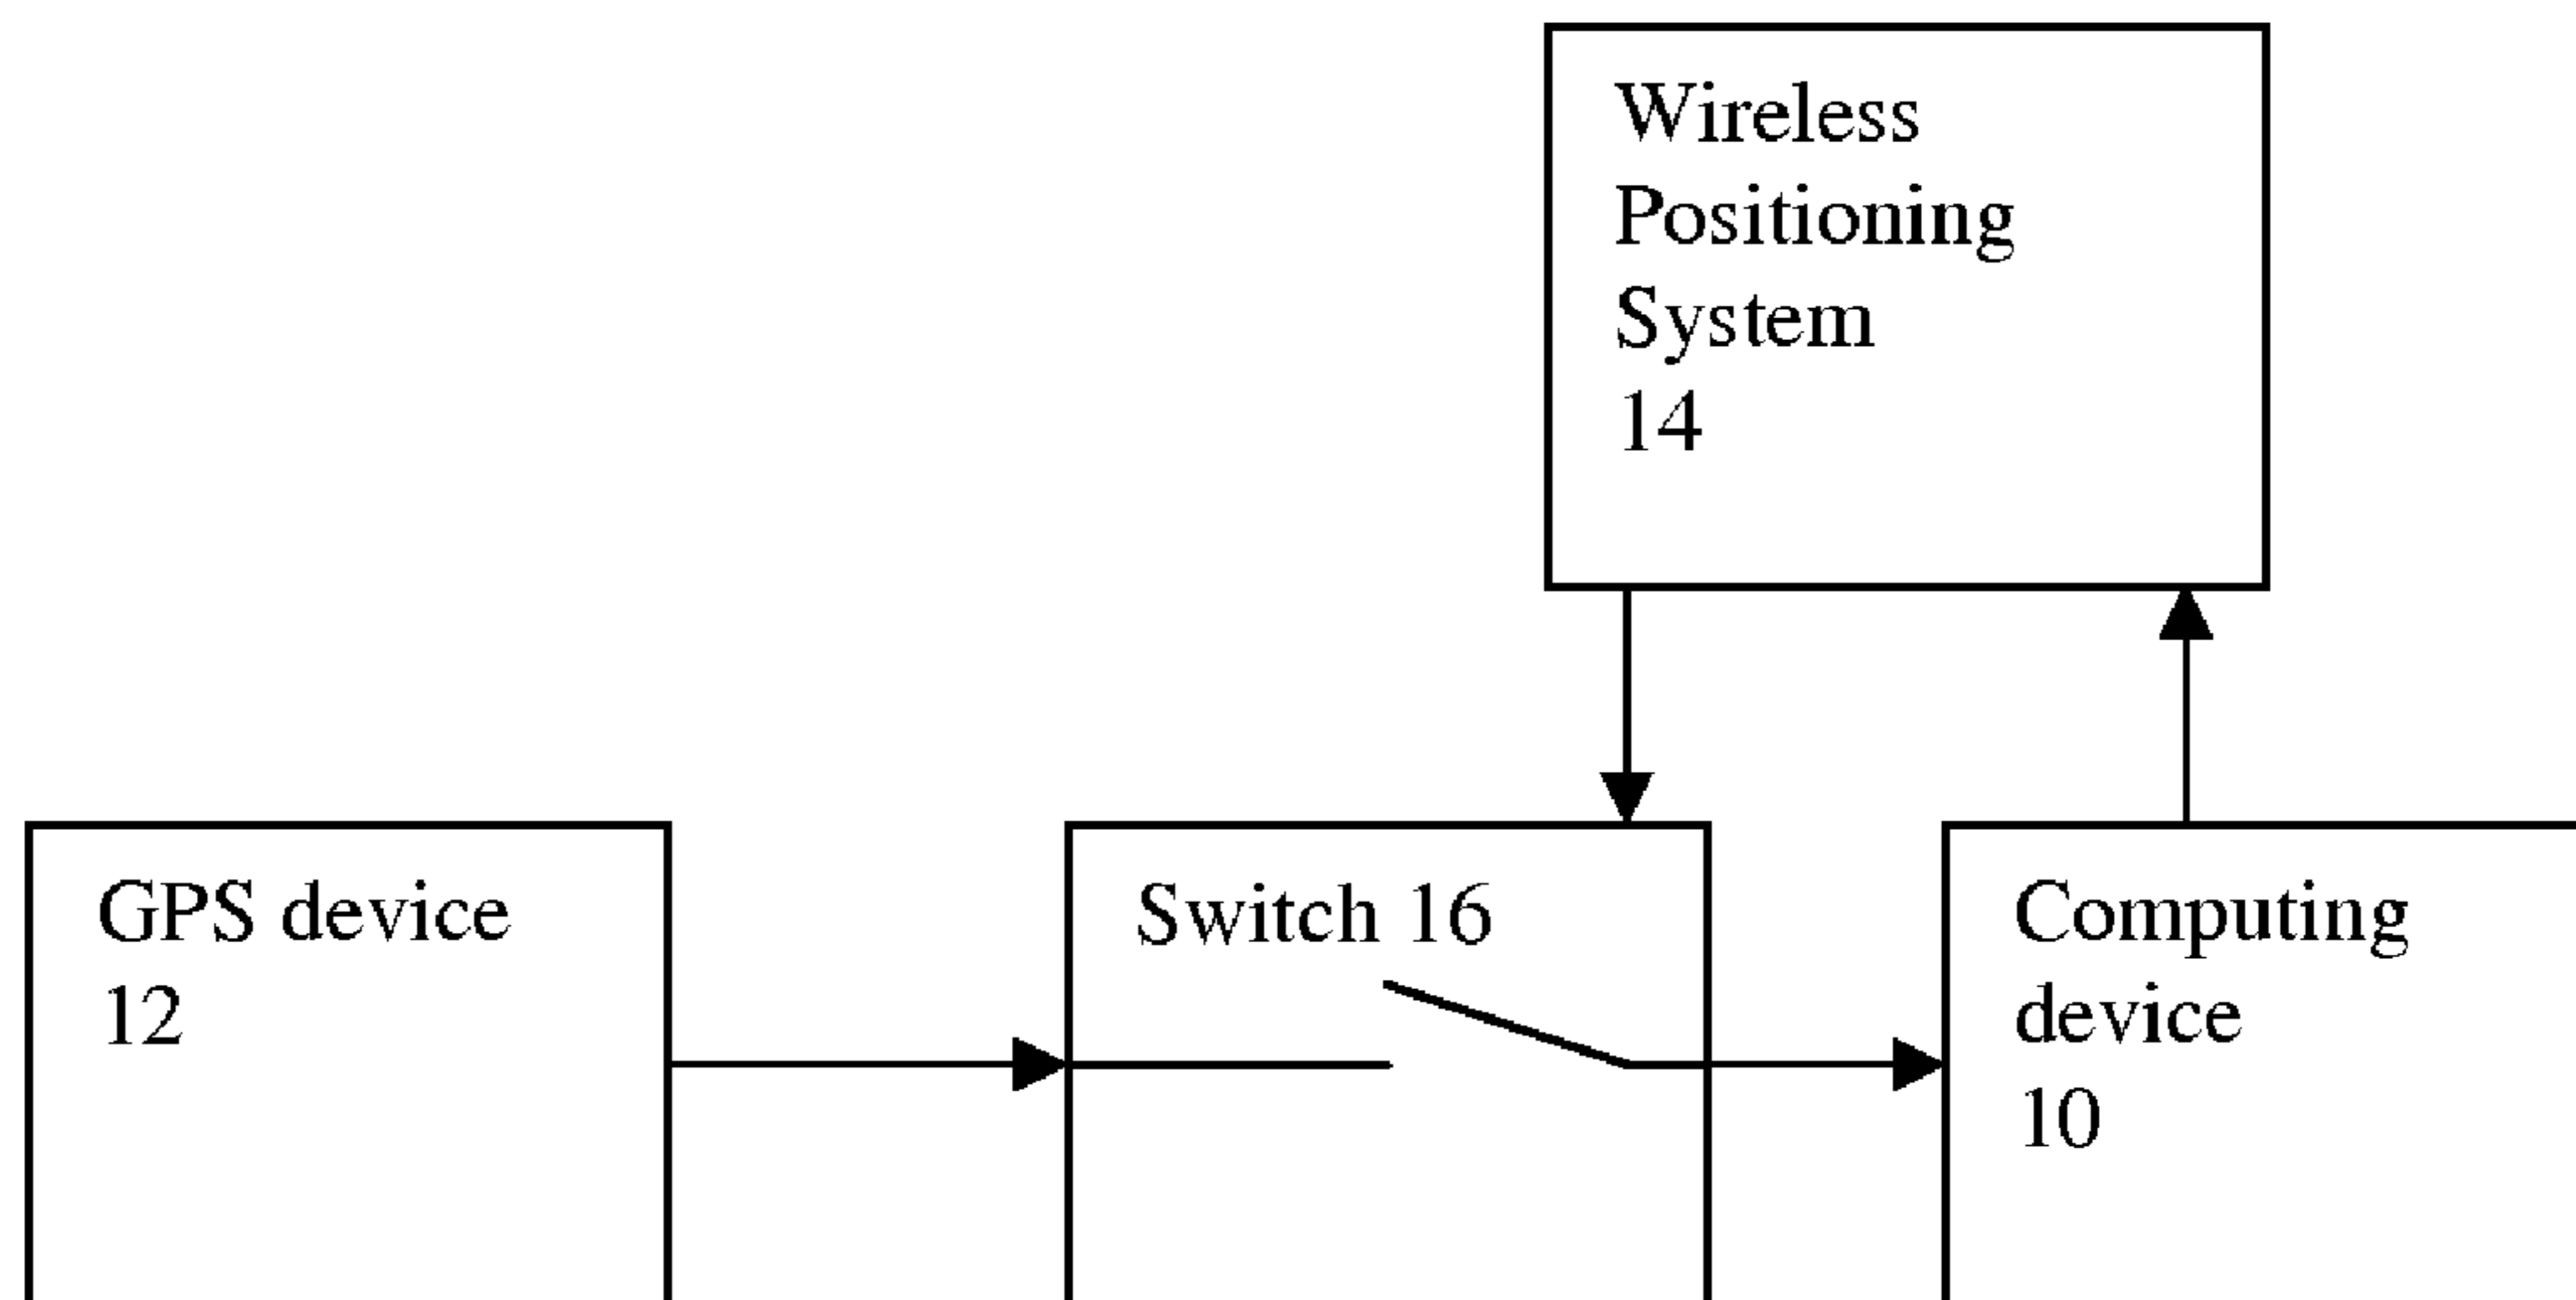 Wireless
Positioning
System
14
GPS device
12
Switch 16
Computing
device
10